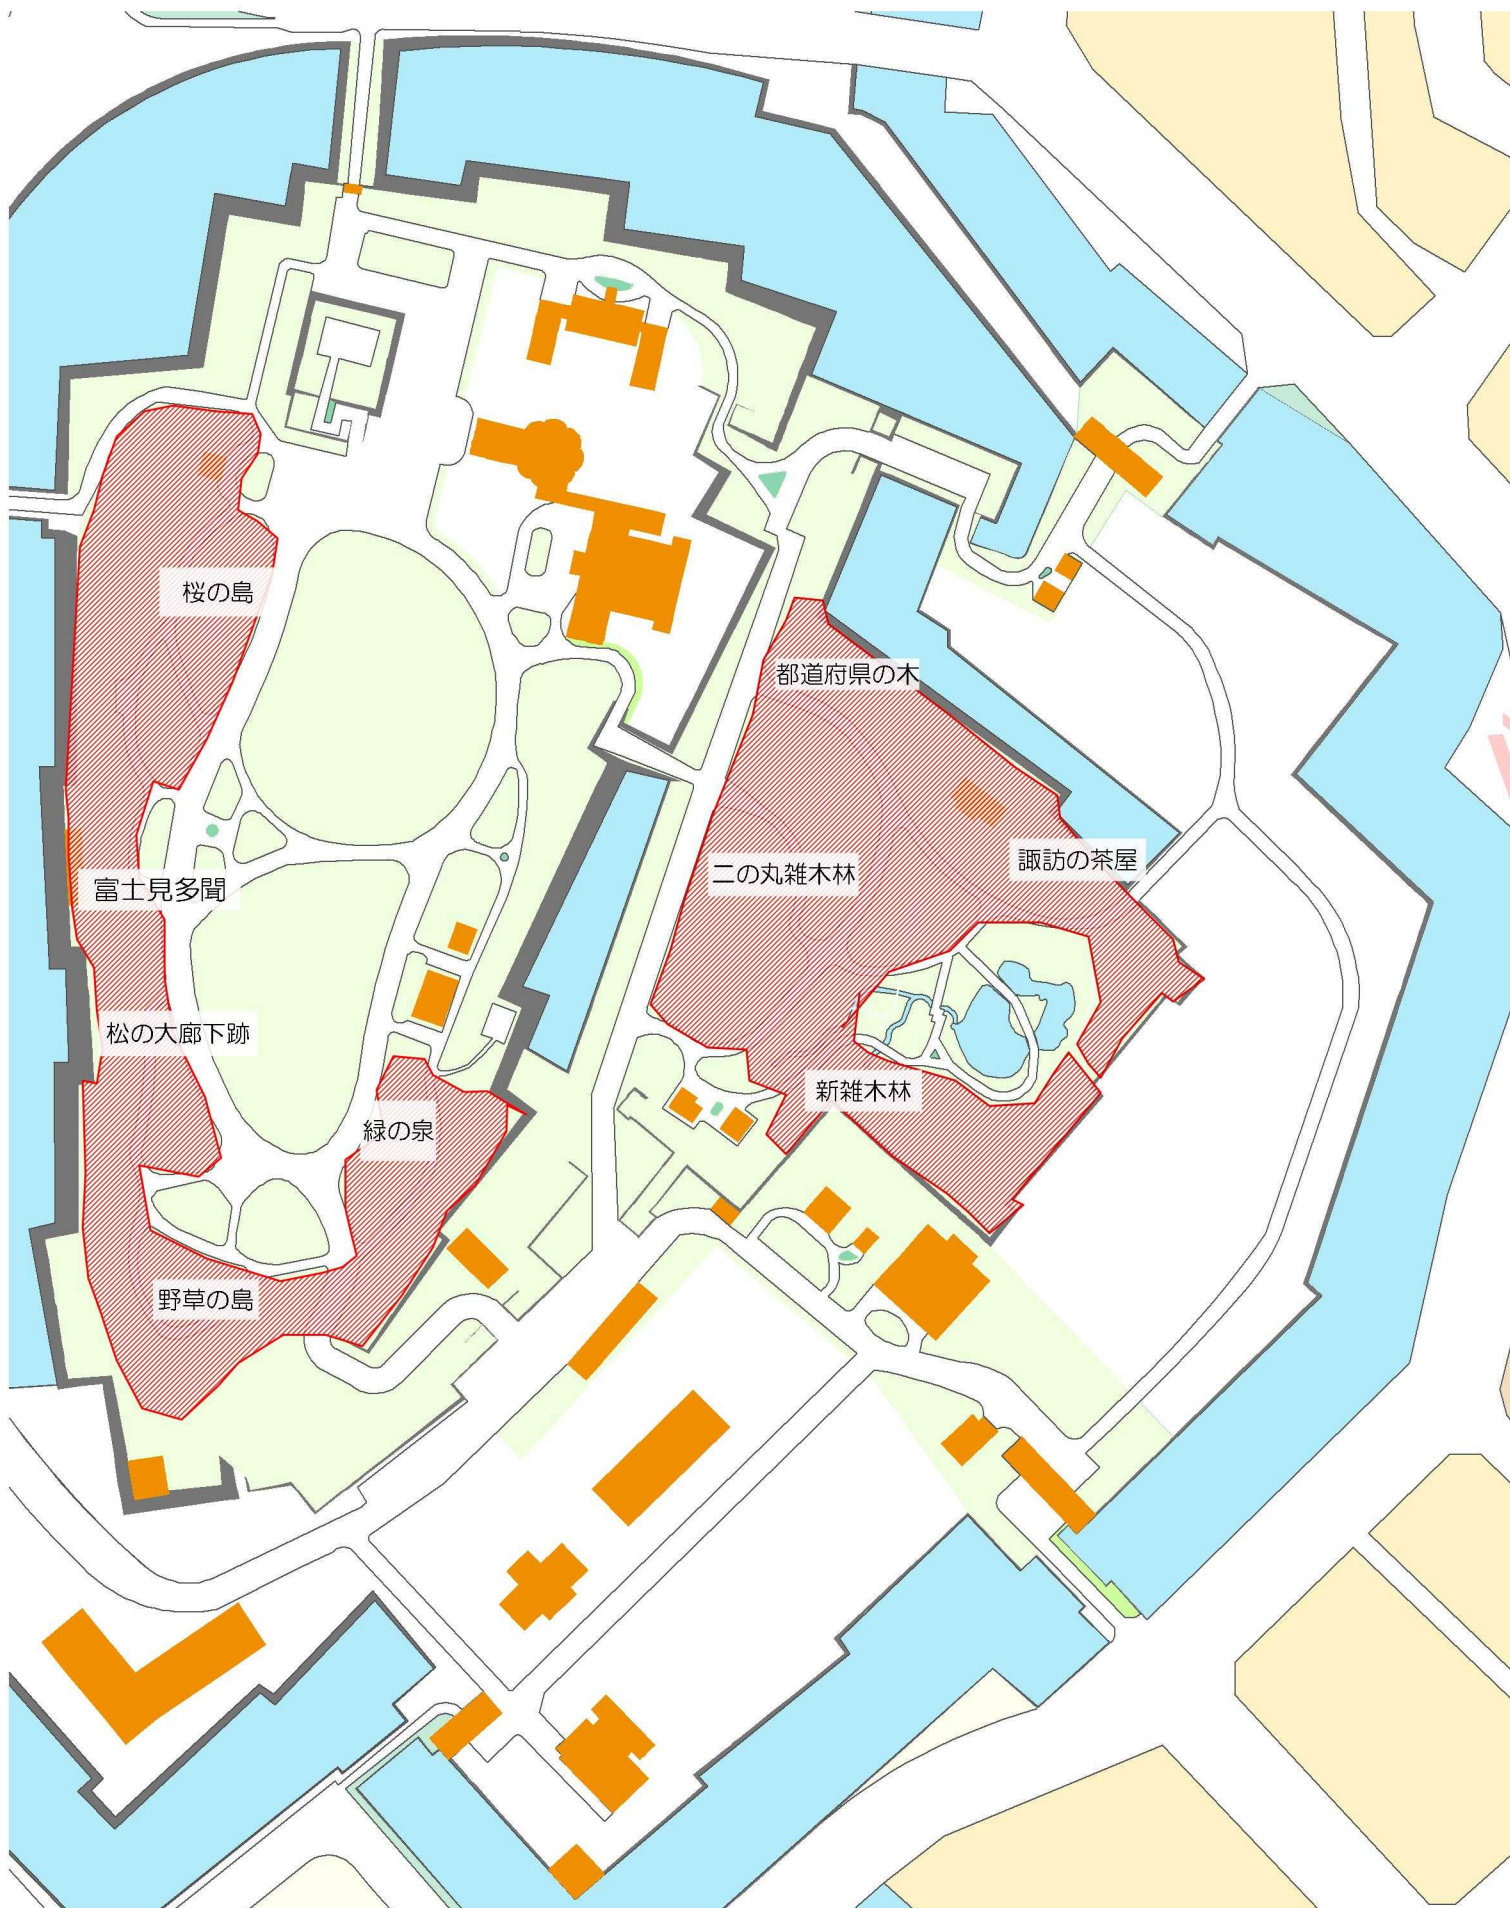 桜の島
都道府県の木
諏訪の茶屋
二の丸雑木林
富士見多聞
松の大廊下跡
新雑木林
緑の泉
野草の島